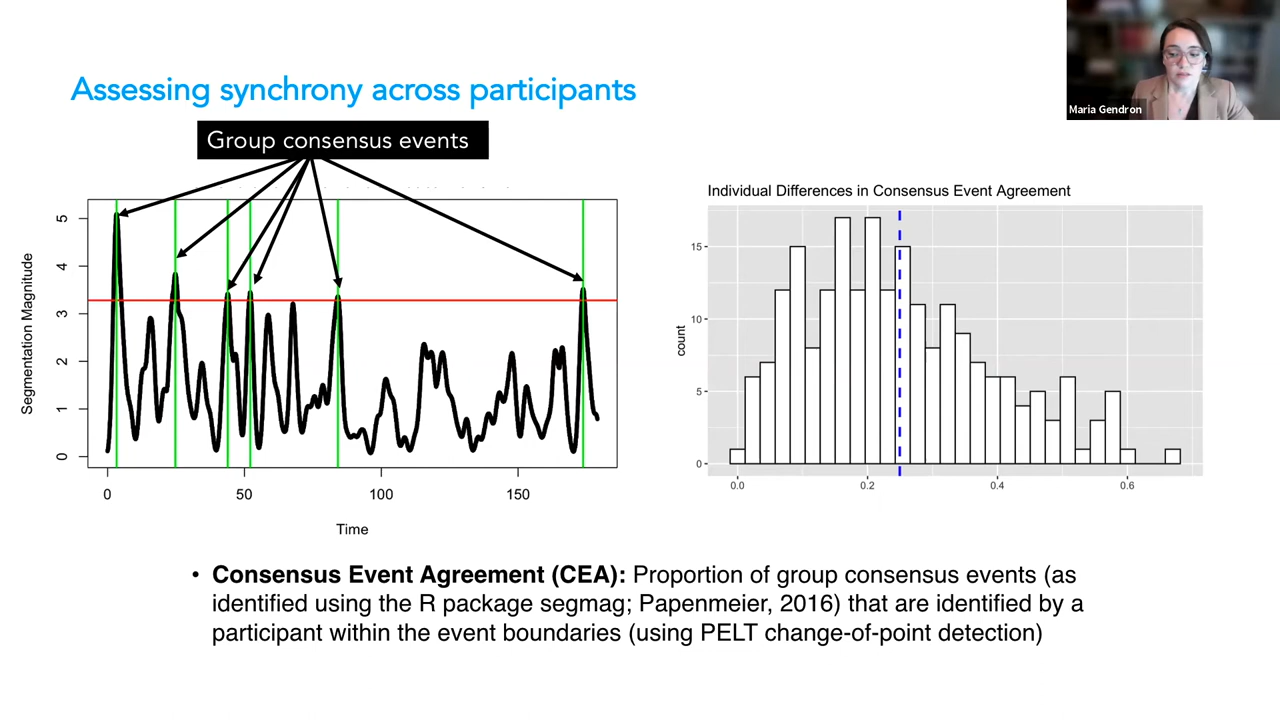 Maria Gendron
Assessing synchrony across participants
Group consensus events
Segmentation Magnitude
5
4
3
2
1
0
0 50 100 150
Time
Individual Differences in Consensus Event Agreement
count
15
10
5
0
0.0 0.2 0.4 0.6
• Consensus Event Agreement (CEA): Proportion of group consensus events (as
identified using the R package segmag; Papenmeier, 2016) that are identified by a
participant within the event boundaries (using PELT change-of-point detection)